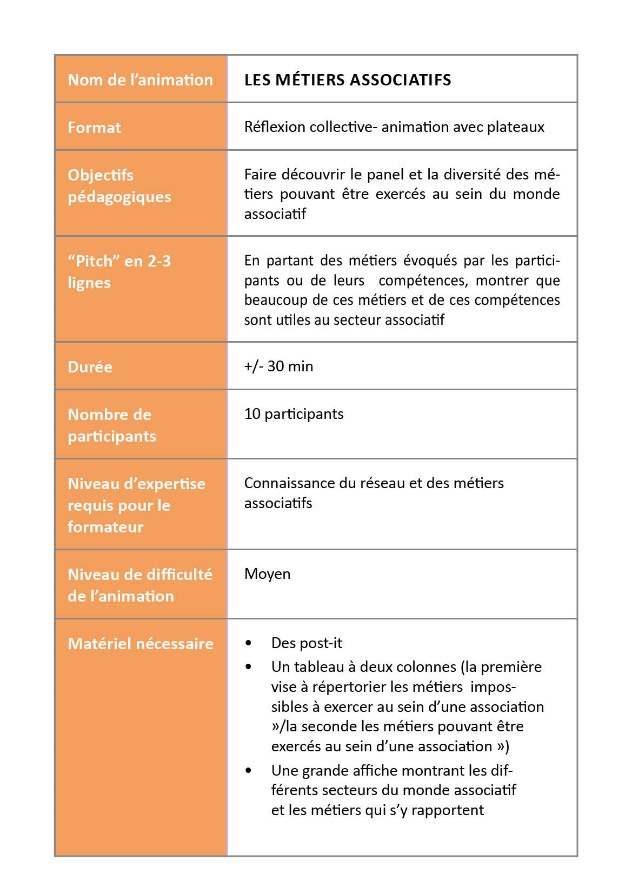 Nom de l'animation
LES MÉTIERS ASSOCIATIFS
Format
Réflexion collective- animation avec plateaux
Objectifs
pédagogiques
Faire découvrir le panel et la diversité des mé-
tiers pouvant être exercés au sein du monde
associatif
“Pitch” en 2-3
lignes
En partant des métiers évoqués par les partici-
pants ou de leurs compétences, montrer que
beaucoup de ces métiers et de ces compétences
sont utiles au secteur associatif
Durée
+/- 30 min
Nombre de
participants
10 participants
Niveau d'expertise
requis pour le
formateur
Connaissance du réseau et des métiers
associatifs
Niveau de difficulté
de l'animation
Moyen
Matériel nécessaire
• Des post-it
• Un tableau à deux colonnes (la première
vise à répertorier les métiers impos-
sibles à exercer au sein d'une association
»/la seconde les métiers pouvant être
exercés au sein d'une association »)
• Une grande affiche montrant les dif-
férents secteurs du monde associatif
et les métiers qui s'y rapportent